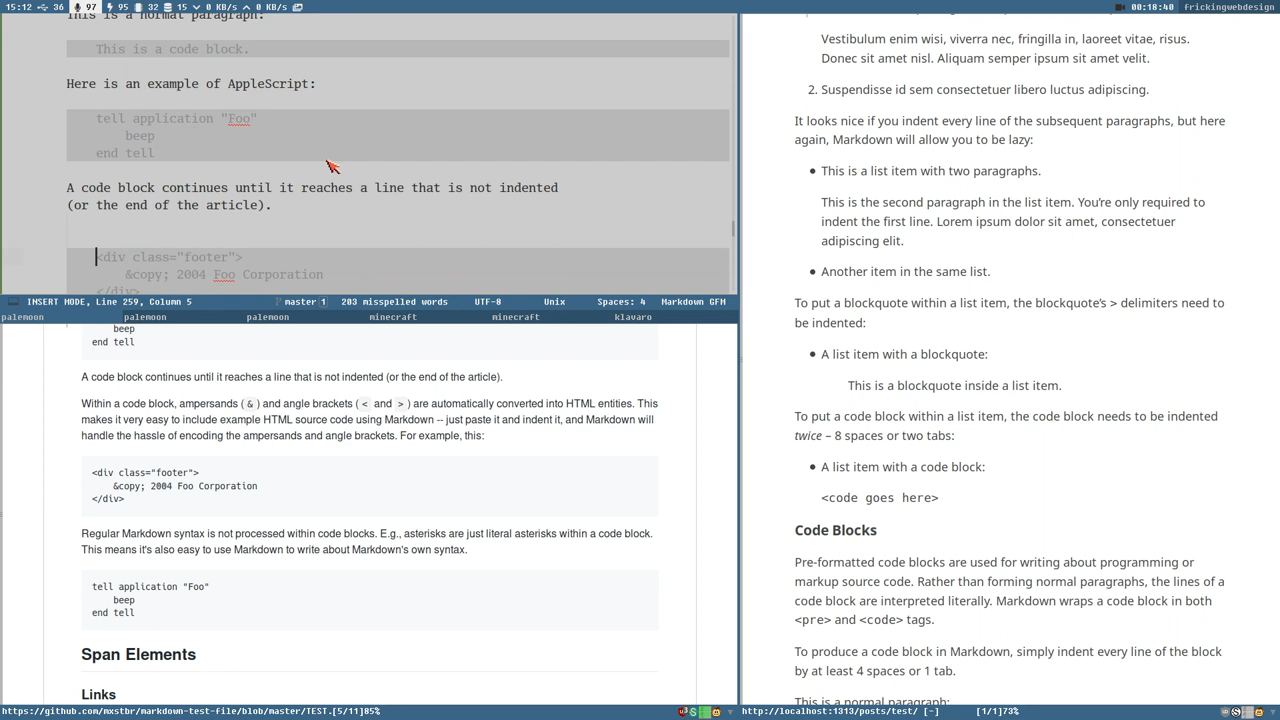 15:12 36 97 95 32 15 0 KB/s 0 KB/s
00:18:40 frickingwebdesign
This is a normal paragraph:
This is a code block.
Here is an example of AppleScript:
tell application "Foo"
beep
end tell
A code block continues until it reaches a line that is not indented
(or the end of the article).
<div class="footer">
&copy; 2004 Foo Corporation
</div>
INSERT MODE, Line 259, Column 5 master 1 203 misspelled words UTF-8 Unix Spaces: 4 Markdown GFM
palemoon palemoon palemoon minecraft minecraft klavaro
beep
end tell
A code block continues until it reaches a line that is not indented (or the end of the article).
Within a code block, ampersands ( & ) and angle brackets ( < and > ) are automatically converted into HTML entities. This
makes it very easy to include example HTML source code using Markdown -- just paste it and indent it, and Markdown will
handle the hassle of encoding the ampersands and angle brackets. For example, this:
<div class="footer">
&copy; 2004 Foo Corporation
</div>
Regular Markdown syntax is not processed within code blocks. E.g., asterisks are just literal asterisks within a code block.
This means it's also easy to use Markdown to write about Markdown's own syntax.
tell application "Foo"
beep
end tell
Span Elements
Links
https://github.com/mxstbr/markdown-test-file/blob/master/TEST.[5/11]85%
Vestibulum enim wisi, viverra nec, fringilla in, laoreet vitae, risus.
Donec sit amet nisl. Aliquam semper ipsum sit amet velit.
2. Suspendisse id sem consectetuer libero luctus adipiscing.
It looks nice if you indent every line of the subsequent paragraphs, but here
again, Markdown will allow you to be lazy:
• This is a list item with two paragraphs.
This is the second paragraph in the list item. You’re only required to
indent the first line. Lorem ipsum dolor sit amet, consectetuer
adipiscing elit.
• Another item in the same list.
To put a blockquote within a list item, the blockquote’s > delimiters need to
be indented:
• A list item with a blockquote:
This is a blockquote inside a list item.
To put a code block within a list item, the code block needs to be indented
twice – 8 spaces or two tabs:
• A list item with a code block:
<code goes here>
Code Blocks
Pre-formatted code blocks are used for writing about programming or
markup source code. Rather than forming normal paragraphs, the lines of a
code block are interpreted literally. Markdown wraps a code block in both
<pre> and <code> tags.
To produce a code block in Markdown, simply indent every line of the block
by at least 4 spaces or 1 tab.
This is a normal paragraph:
http://localhost:1313/posts/test/ [-] [1/1]73%